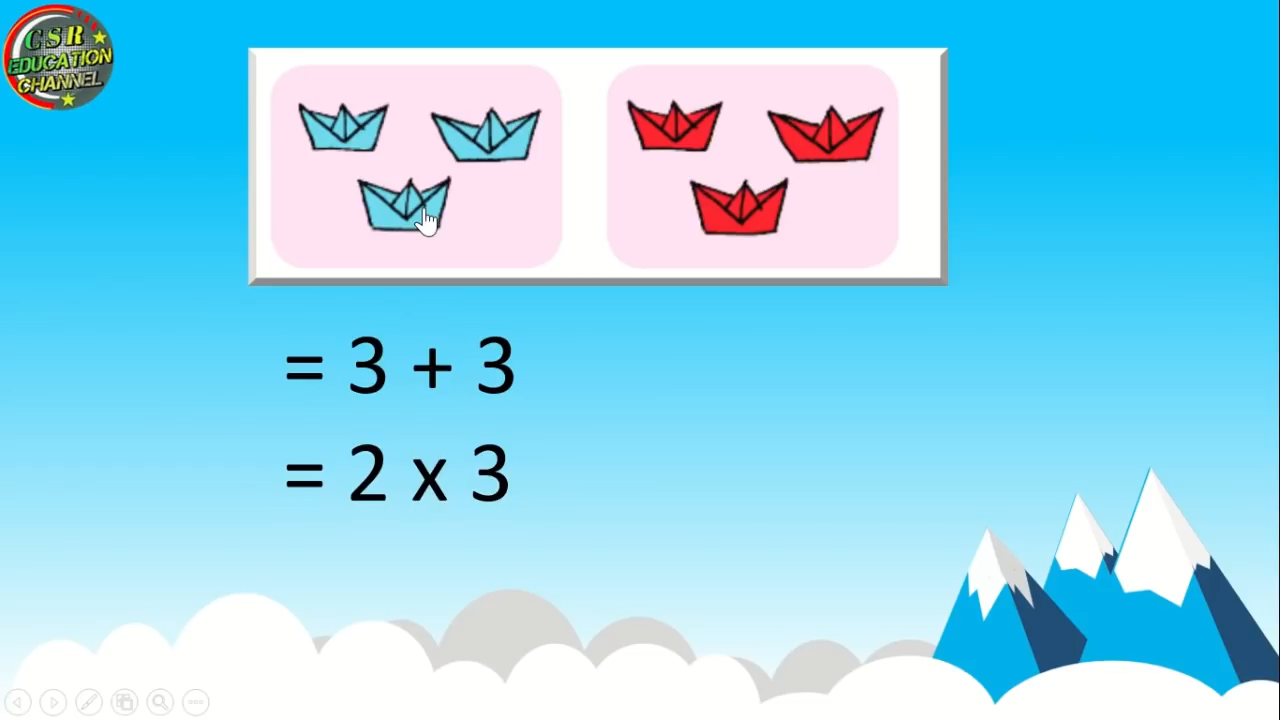 CSR
EDUCATION
CHANNEL
= 3 + 3
= 2 x 3